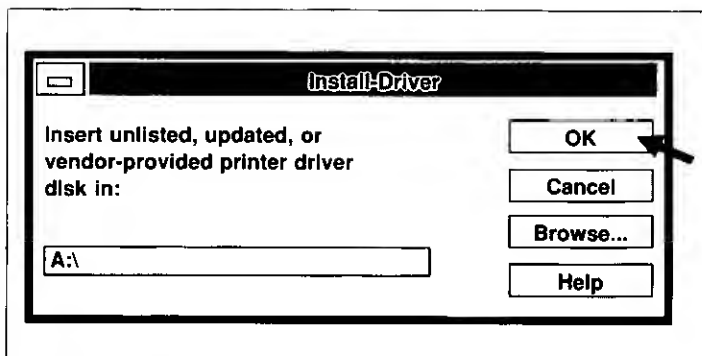 Install-Driver
Insert unlisted, updated, or
vendor-provided printer driver
disk in:
A:\
OK
Cancel
Browse...
Help